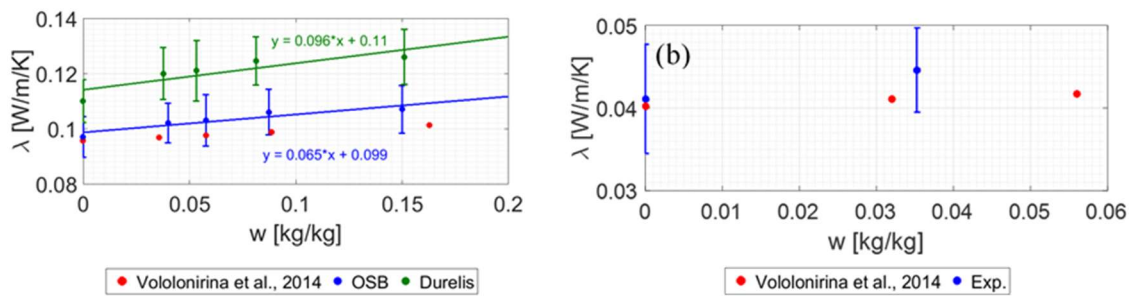 0.14
0.12
0.1
0.08
λ [W/m/K]
y = 0.096*x + 0.11
y = 0.065*x + 0.099
0 0.05 0.1 0.15 0.2
w [kg/kg]
Vololonirina et al., 2014 OSB Durelis
(b)
0.05
0.04
0.03
λ [W/m/K]
0 0.01 0.02 0.03 0.04 0.05 0.06
w [kg/kg]
Vololonirina et al., 2014 Exp.